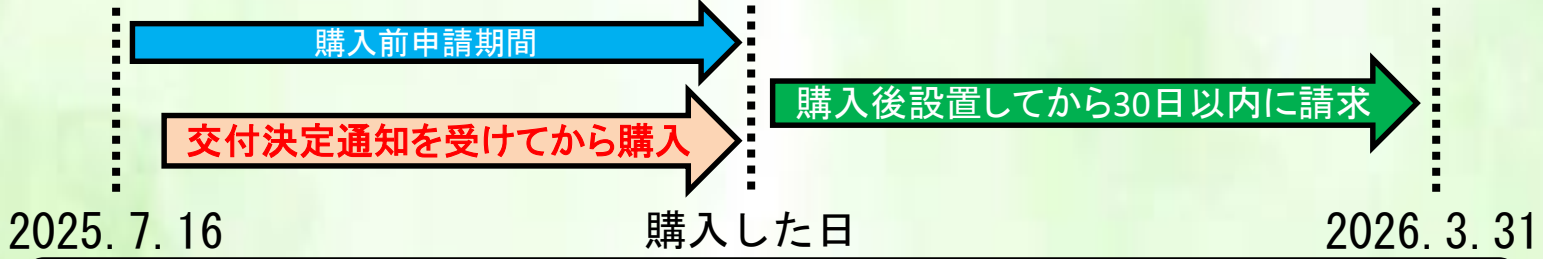 購入前申請期間
購入後設置してから30日以内に請求
交付決定通知を受けてから購入
2025.7.16
購入した日
2026.3.31